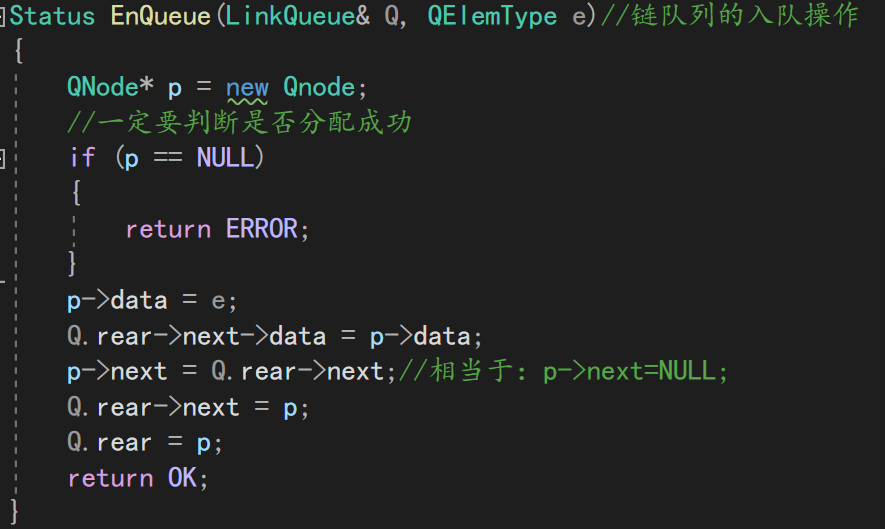 Status EnQueue(LinkQueue& Q, QElemType e)//链队列的入队操作
{
QNode* p = new Qnode;
//一定要判断是否分配成功
if (p == NULL)
{
return ERROR;
}
p->data = e;
Q.rear->next->data = p->data;
p->next = Q.rear->next;//相当于：p->next=NULL;
Q.rear->next = p;
Q.rear = p;
return OK;
}